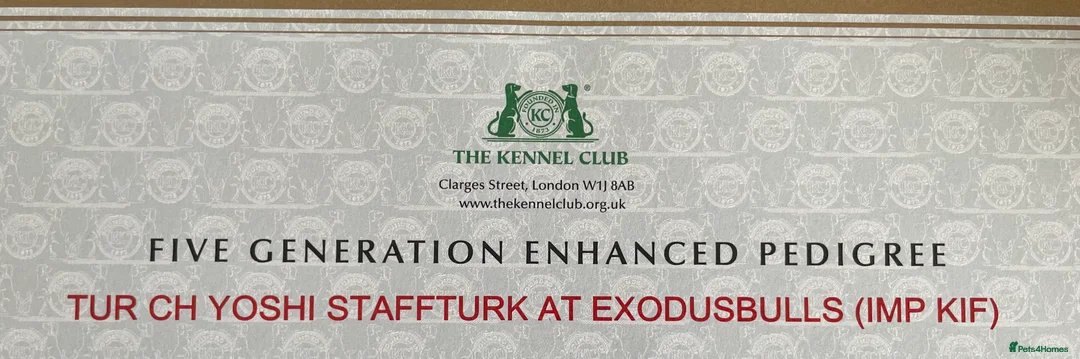 FOUNDED IN
KC
1873
®
THE KENNEL CLUB
Clarges Street, London W1J 8AB
www.thekennelclub.org.uk
FIVE GENERATION ENHANCED PEDIGREE
TUR CH YOSHI STAFFTURK AT EXODUSBULLS (IMP KIF)
Pets4Homes